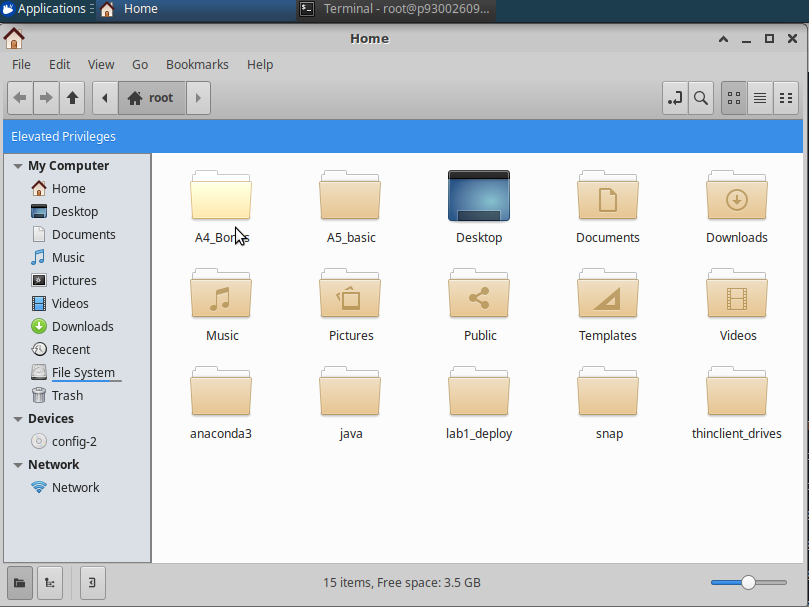 Applications
Home
Terminal - root@p93002609...
Home
File Edit View Go Bookmarks Help
root
Elevated Privileges
My Computer
Home
Desktop
Documents
Music
Pictures
Videos
Downloads
Recent
File System
Trash
Devices
config-2
Network
Network
A4_Bonus A5_basic Desktop Documents Downloads
Music Pictures Public Templates Videos
anaconda3 java lab1_deploy snap thinclient_drives
15 items, Free space: 3.5 GB